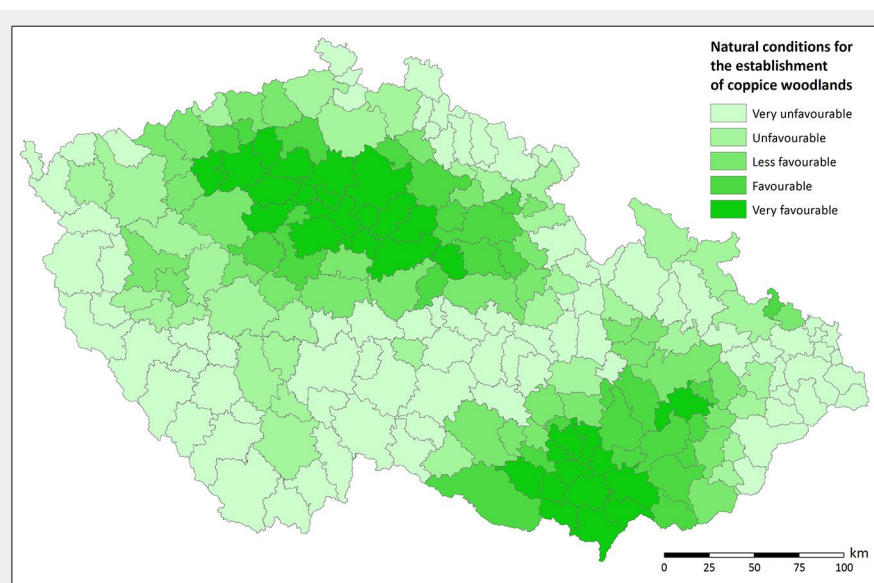 Natural conditions for
the establishment
of coppice woodlands
Very unfavourable
Unfavourable
Less favourable
Favourable
Very favourable
km
0 25 50 75 100